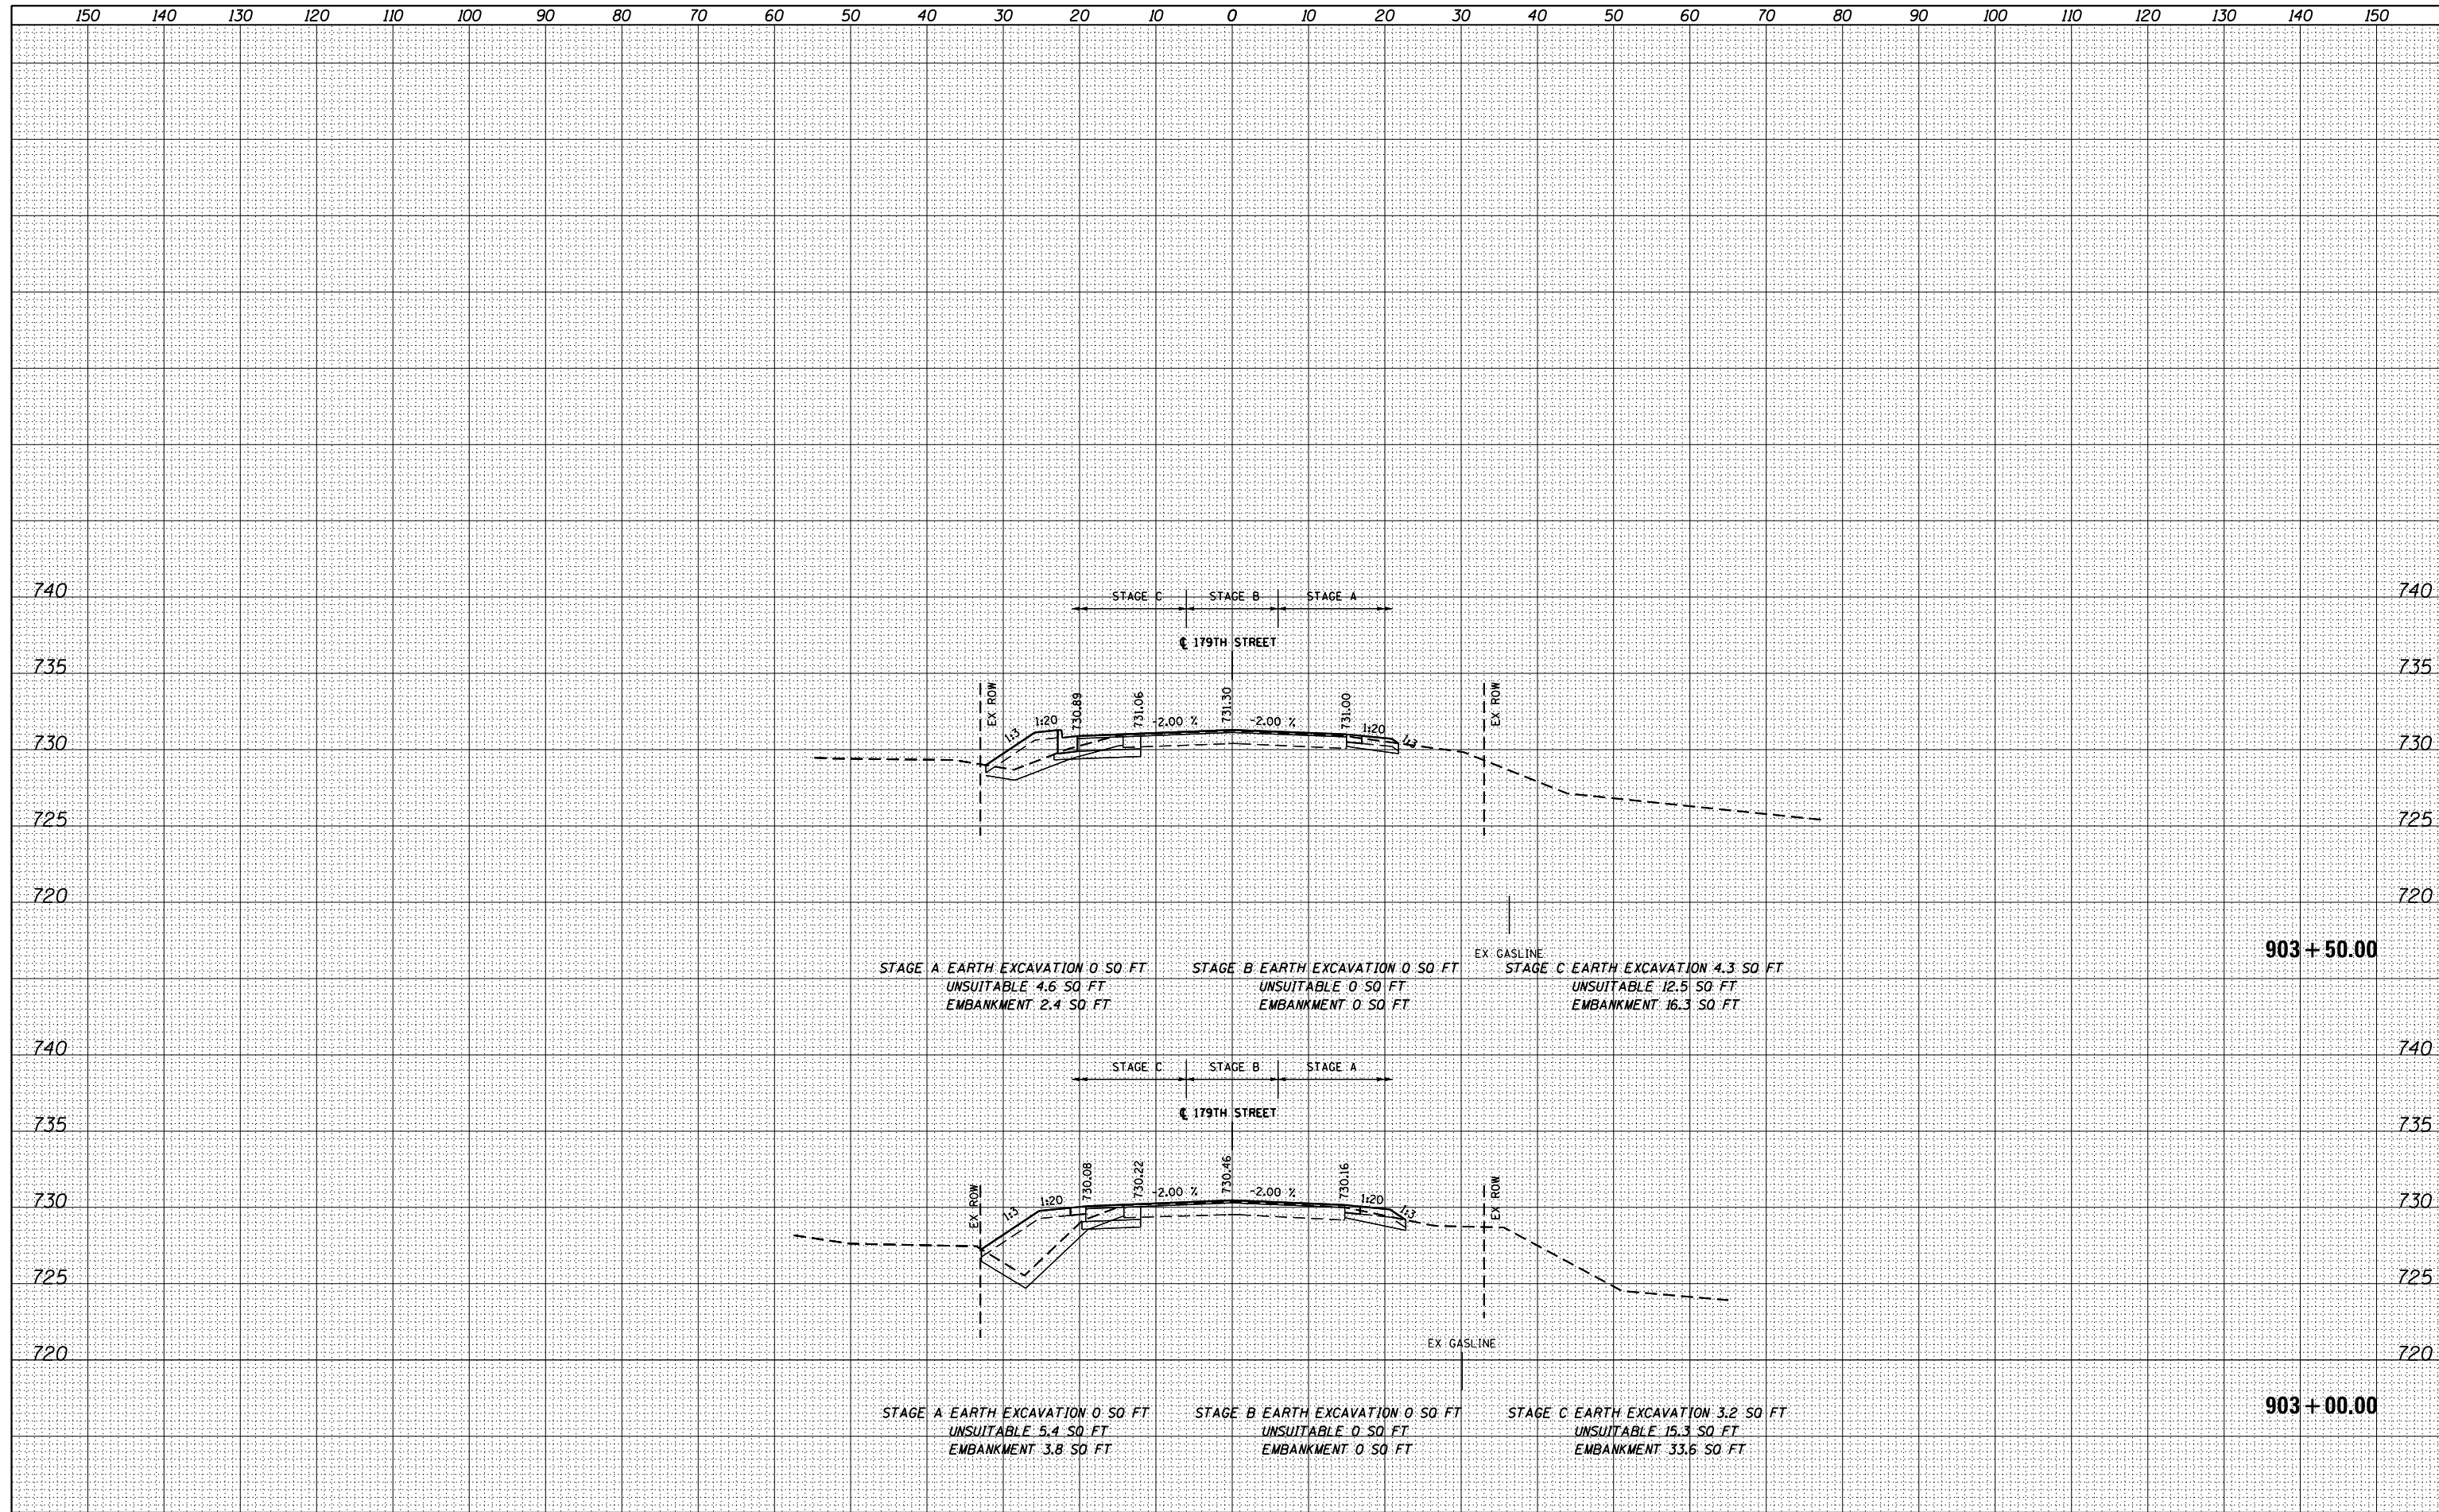 150 140 130 120 110 100 90 80 70 60 50 40 30 20 10 0 10 20 30 40 50 60 70 80 90 100 110 120 130 140 150
740 740
STAGE C STAGE B STAGE A
℄ 179TH STREET
735 735
EX ROW 1:3 1:20 730.89 731.06 -2.00 % 731.30 -2.00 % 731.00 1:20 1:3 EX ROW
730 730
725 725
720 720
EX GASLINE
903+50.00
STAGE A EARTH EXCAVATION 0 SQ FT STAGE B EARTH EXCAVATION 0 SQ FT STAGE C EARTH EXCAVATION 4.3 SQ FT
UNSUITABLE 4.6 SQ FT UNSUITABLE 0 SQ FT UNSUITABLE 12.5 SQ FT
EMBANKMENT 2.4 SQ FT EMBANKMENT 0 SQ FT EMBANKMENT 16.3 SQ FT
740 740
STAGE C STAGE B STAGE A
℄ 179TH STREET
735 735
EX ROW 1:3 1:20 730.08 730.22 -2.00 % 730.46 -2.00 % 730.16 1:20 1:3 EX ROW
730 730
725 725
EX GASLINE
720 720
903+00.00
STAGE A EARTH EXCAVATION 0 SQ FT STAGE B EARTH EXCAVATION 0 SQ FT STAGE C EARTH EXCAVATION 3.2 SQ FT
UNSUITABLE 5.4 SQ FT UNSUITABLE 0 SQ FT UNSUITABLE 15.3 SQ FT
EMBANKMENT 3.8 SQ FT EMBANKMENT 0 SQ FT EMBANKMENT 33.6 SQ FT